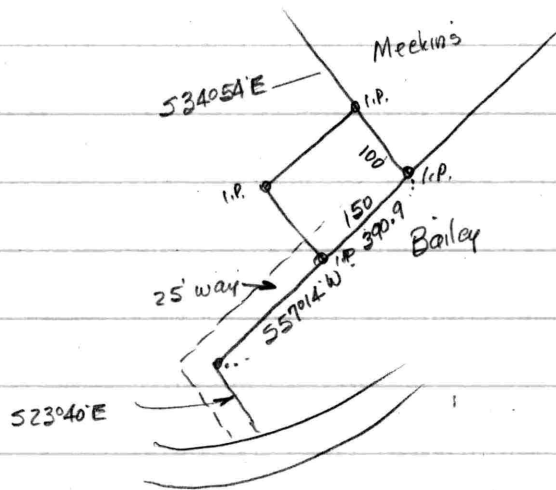 Meekins
S34°54'E
I.P.
100
I.P.
I.P.
150
390.9
Bailey
I.P.
25' way
S57°14'W
S23°40'E